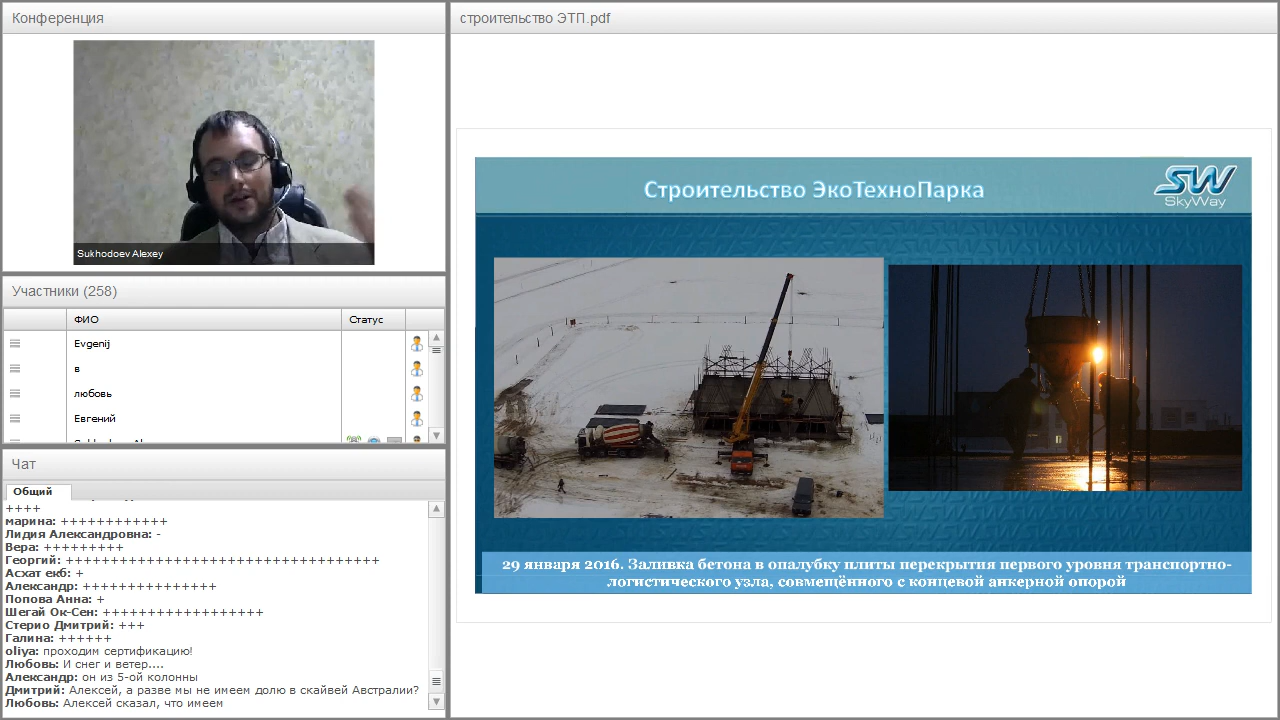 Конференция
Sukhodoev Alexey
Участники (258)
ФИО
Статус
Evgenij
в
любовь
Евгений
Чат
Общий
++++
марина: ++++++++++++
Лидия Александровна: -
Вера: +++++++++
Георгий: +++++++++++++++++++++++++++++++++++
Асхат екб: +
Александр: +++++++++++++++
Попова Анна: +
Шегай Ок-Сен: ++++++++++++++++++
Стерио Дмитрий: +++
Галина: ++++++
oliya: проходим сертификацию!
Любовь: И снег и ветер....
Александр: он из 5-ой колонны
Дмитрий: Алексей, а разве мы не имеем долю в скайвей Австралии?
Любовь: Алексей сказал, что имеем
строительство ЭТП.pdf
Строительство ЭкоТехноПарка
SW
SkyWay
29 января 2016. Заливка бетона в опалубку плиты перекрытия первого уровня транспортно-
логистического узла, совмещённого с концевой анкерной опорой